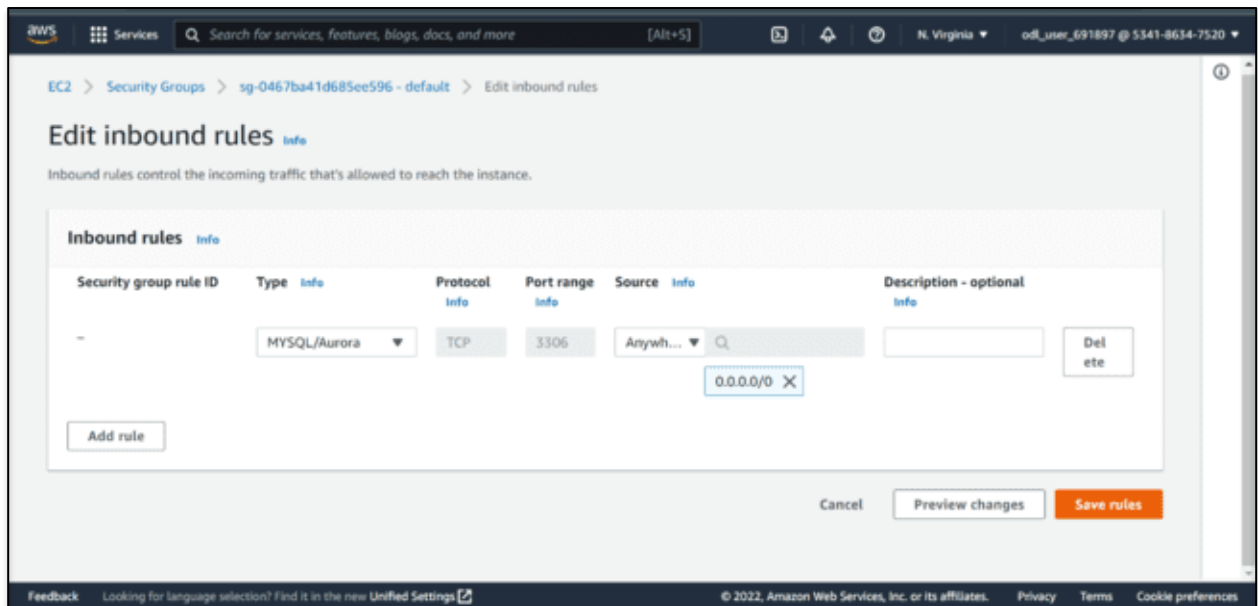 aws Services Search for services, features, blogs, docs, and more [Alt+S] N. Virginia ▼ odl_user_691897 @ 5341-8634-7520 ▼
EC2 > Security Groups > sg-0467ba41d685ee596 - default > Edit inbound rules
Edit inbound rules Info
Inbound rules control the incoming traffic that's allowed to reach the instance.
Inbound rules Info
Security group rule ID Type Info Protocol Info Port range Info Source Info Description - optional Info
– MYSQL/Aurora ▼ TCP 3306 Anywh... ▼ Del
ete
0.0.0.0/0 ✕
Add rule
Cancel Preview changes Save rules
Feedback Looking for language selection? Find it in the new Unified Settings © 2022, Amazon Web Services, Inc. or its affiliates. Privacy Terms Cookie preferences